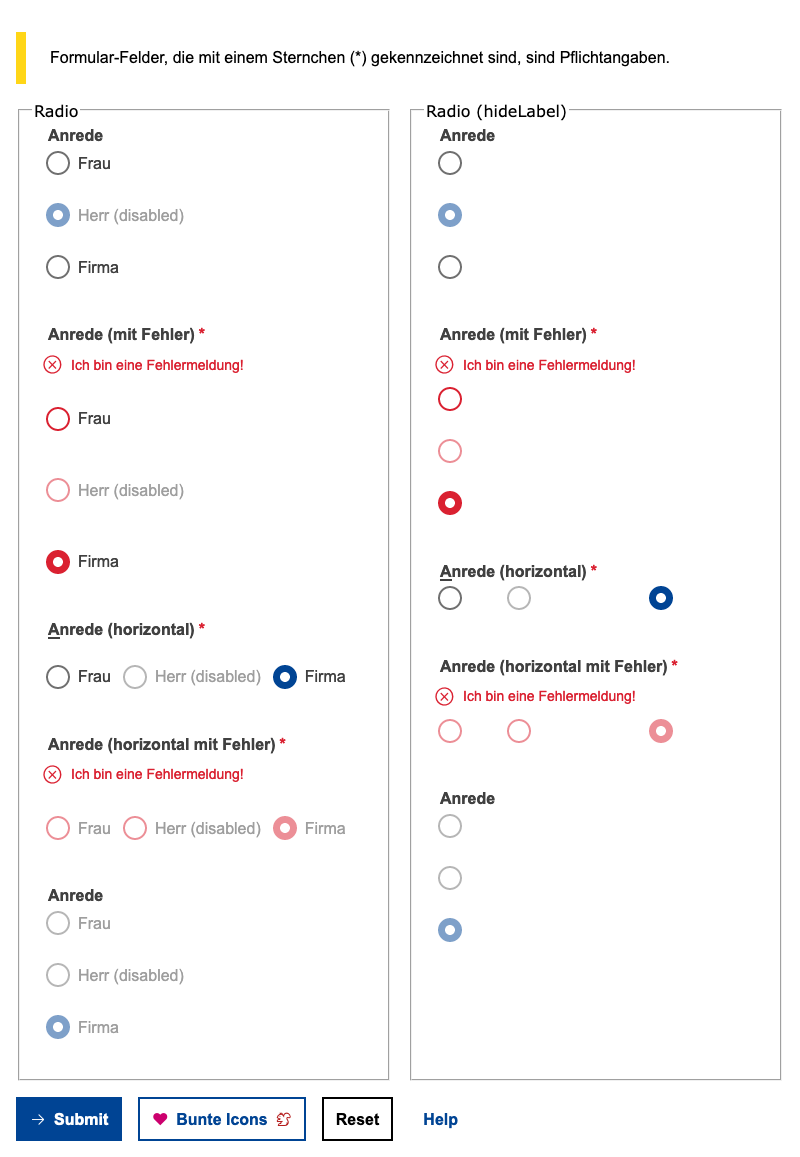 Formular-Felder, die mit einem Sternchen (*) gekennzeichnet sind, sind Pflichtangaben.
Radio
Anrede
Frau
Herr (disabled)
Firma
Anrede (mit Fehler) *
Ich bin eine Fehlermeldung!
Frau
Herr (disabled)
Firma
Anrede (horizontal) *
Frau Herr (disabled) Firma
Anrede (horizontal mit Fehler) *
Ich bin eine Fehlermeldung!
Frau Herr (disabled) Firma
Anrede
Frau
Herr (disabled)
Firma
Radio (hideLabel)
Anrede
Anrede (mit Fehler) *
Ich bin eine Fehlermeldung!
Anrede (horizontal) *
Anrede (horizontal mit Fehler) *
Ich bin eine Fehlermeldung!
Anrede
Submit Bunte Icons Reset Help